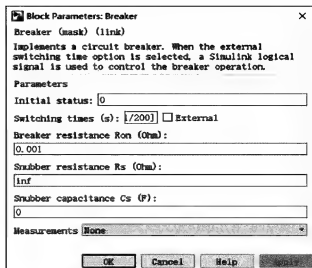 Block Parameters: Breaker
Breaker (mask) (link)
Implements a circuit breaker. When the external
switching time option is selected, a Simulink logical
signal is used to control the breaker operation.
Parameters
Initial status: 0
Switching times (s): 1/200] External
Breaker resistance Ron (Ohm):
0.001
Snubber resistance Rs (Ohm):
inf
Snubber capacitance Cs (F):
0
Measurements None
OK Cancel Help Apply